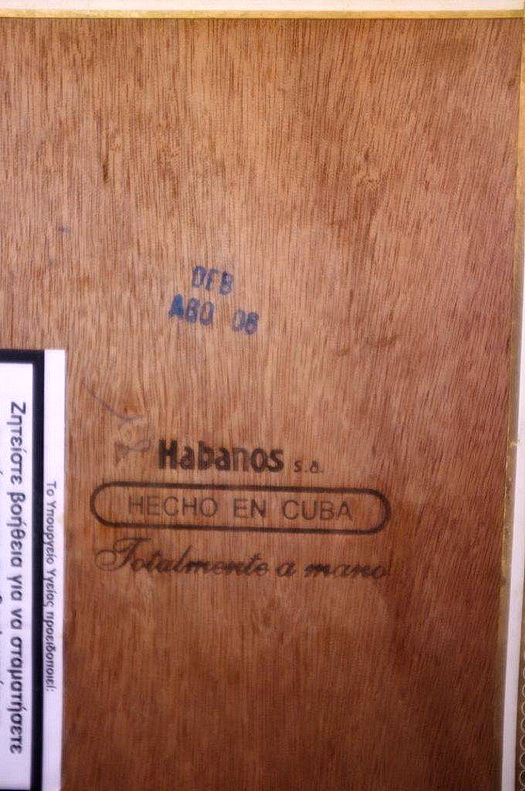 OFB
ABO 08
Habanos s.a.
HECHO EN CUBA
Totalmente a mano
Το Υπουργείο Υγείας προειδοποιεί:
Ζητείστε βοήθεια για να σταματήσετε